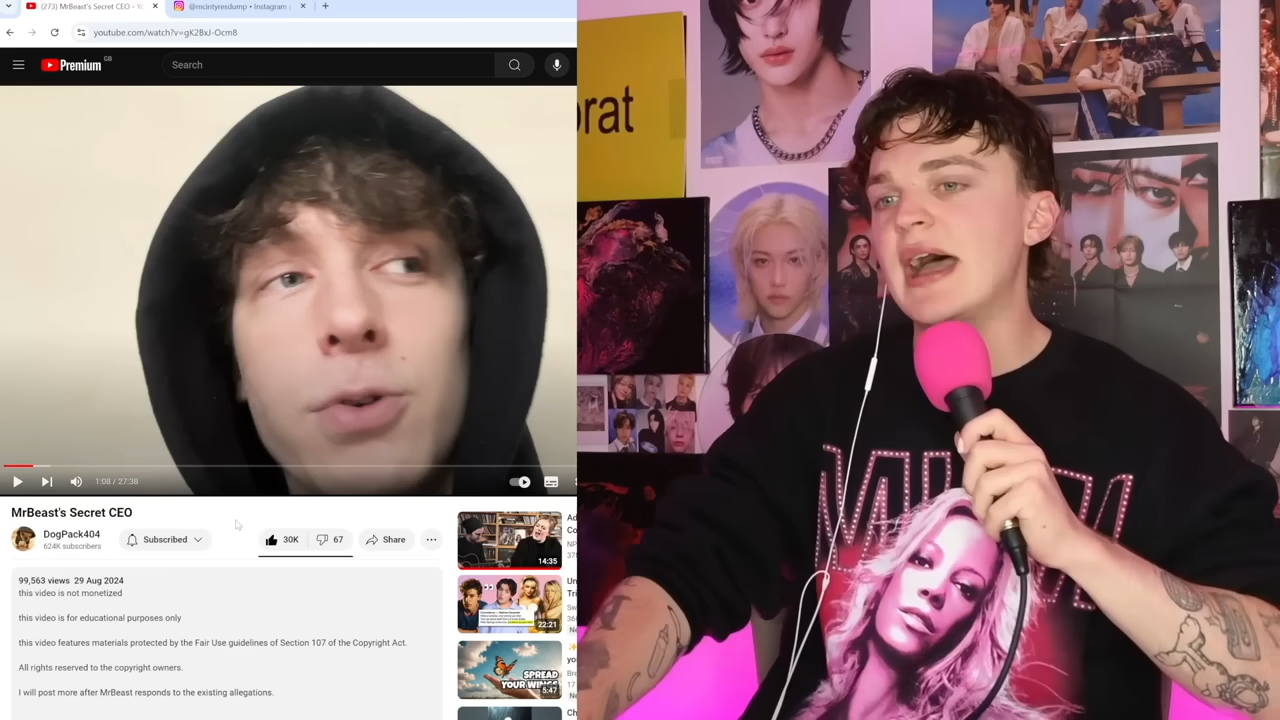 (273) MrBeast's Secret CEO - Yo
@mcintyresdump • Instagram
youtube.com/watch?v=gK2BxJ-Ocm8
Premium GB
Search
1:08 / 27:38
MrBeast's Secret CEO
DogPack404
624K subscribers
Subscribed
30K
67
Share
99,563 views 29 Aug 2024
this video is not monetized
this video is for educational purposes only
this video features materials protected by the Fair Use guidelines of Section 107 of the Copyright Act.
All rights reserved to the copyright owners.
I will post more after MrBeast responds to the existing allegations.
14:35
22:21
SPREAD
YOUR WINGS
5:47
brat